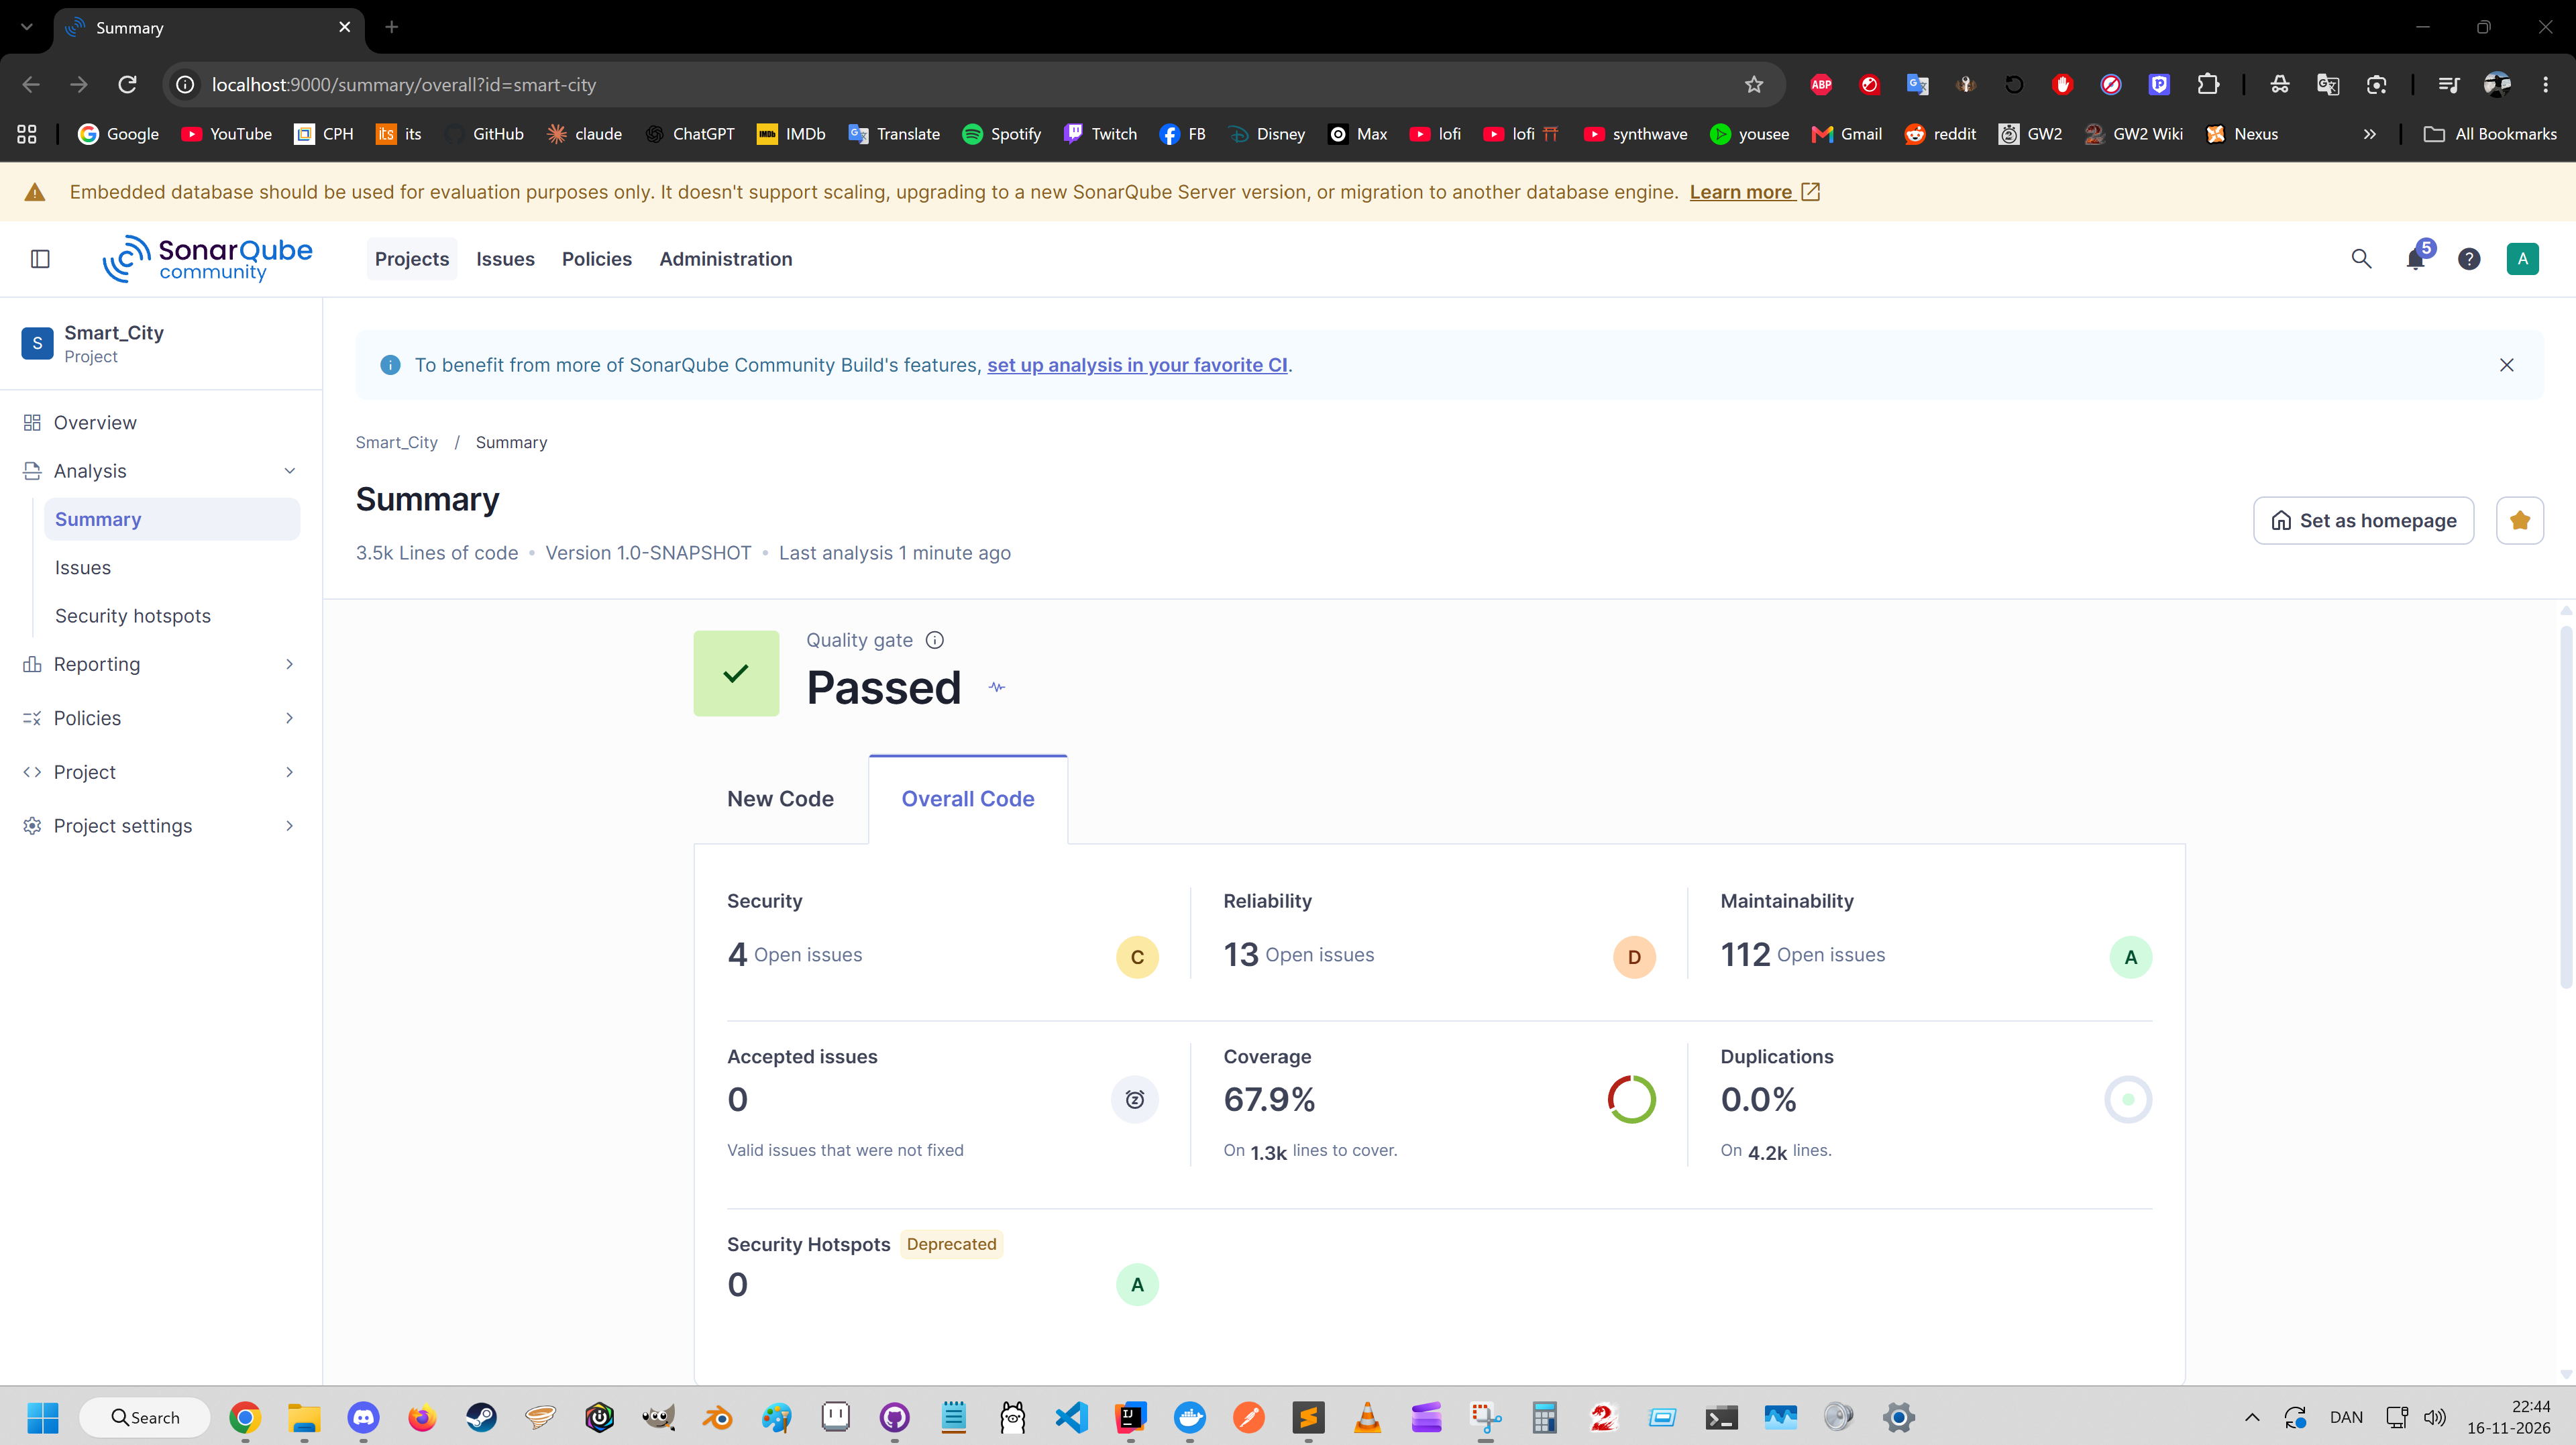 Summary
localhost:9000/summary/overall?id=smart-city
ABP
Google YouTube CPH its its GitHub claude ChatGPT IMDb IMDb Translate Spotify Twitch FB Disney Max lofi lofi synthwave yousee Gmail reddit GW2 GW2 Wiki Nexus All Bookmarks
Embedded database should be used for evaluation purposes only. It doesn't support scaling, upgrading to a new SonarQube Server version, or migration to another database engine. Learn more
SonarQube
community
Projects Issues Policies Administration
5
?
A
S
Smart_City
Project
To benefit from more of SonarQube Community Build's features, set up analysis in your favorite CI.
Overview
Analysis
Summary
Issues
Security hotspots
Reporting
Policies
Project
Project settings
Smart_City / Summary
Summary
Set as homepage
3.5k Lines of code • Version 1.0-SNAPSHOT • Last analysis 1 minute ago
Quality gate
Passed
New Code Overall Code
Security
4 Open issues
C
Reliability
13 Open issues
D
Maintainability
112 Open issues
A
Accepted issues
0
Valid issues that were not fixed
Coverage
67.9%
On 1.3k lines to cover.
Duplications
0.0%
On 4.2k lines.
Security Hotspots Deprecated
0
A
Search
DAN
22:44
16-11-2026